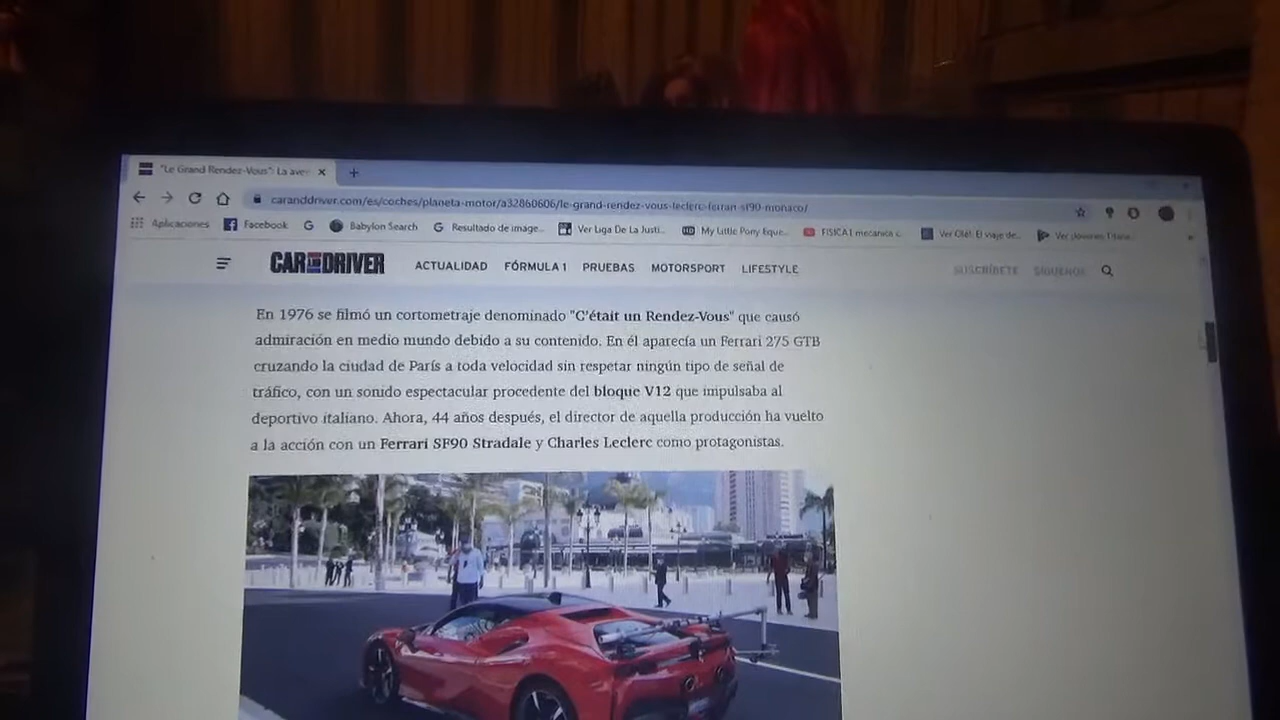 "Le Grand Rendez-Vous": La ave
caranddriver.com/es/coches/planeta-motor/a32860606/le-grand-rendez-vous-leclerc-ferrari-sf90-monaco/
Aplicaciones Facebook Babylon Search Resultado de image... Ver Liga De La Justi... My Little Pony Eque... FISICA I mecanica c... Ver Olé!: El viaje de... Ver Jóvenes Titane...
CAR AND DRIVER ACTUALIDAD FÓRMULA 1 PRUEBAS MOTORSPORT LIFESTYLE SUSCRÍBETE SÍGUENOS
En 1976 se filmó un cortometraje denominado "C'était un Rendez-Vous" que causó
admiración en medio mundo debido a su contenido. En él aparecía un Ferrari 275 GTB
cruzando la ciudad de París a toda velocidad sin respetar ningún tipo de señal de
tráfico, con un sonido espectacular procedente del bloque V12 que impulsaba al
deportivo italiano. Ahora, 44 años después, el director de aquella producción ha vuelto
a la acción con un Ferrari SF90 Stradale y Charles Leclerc como protagonistas.